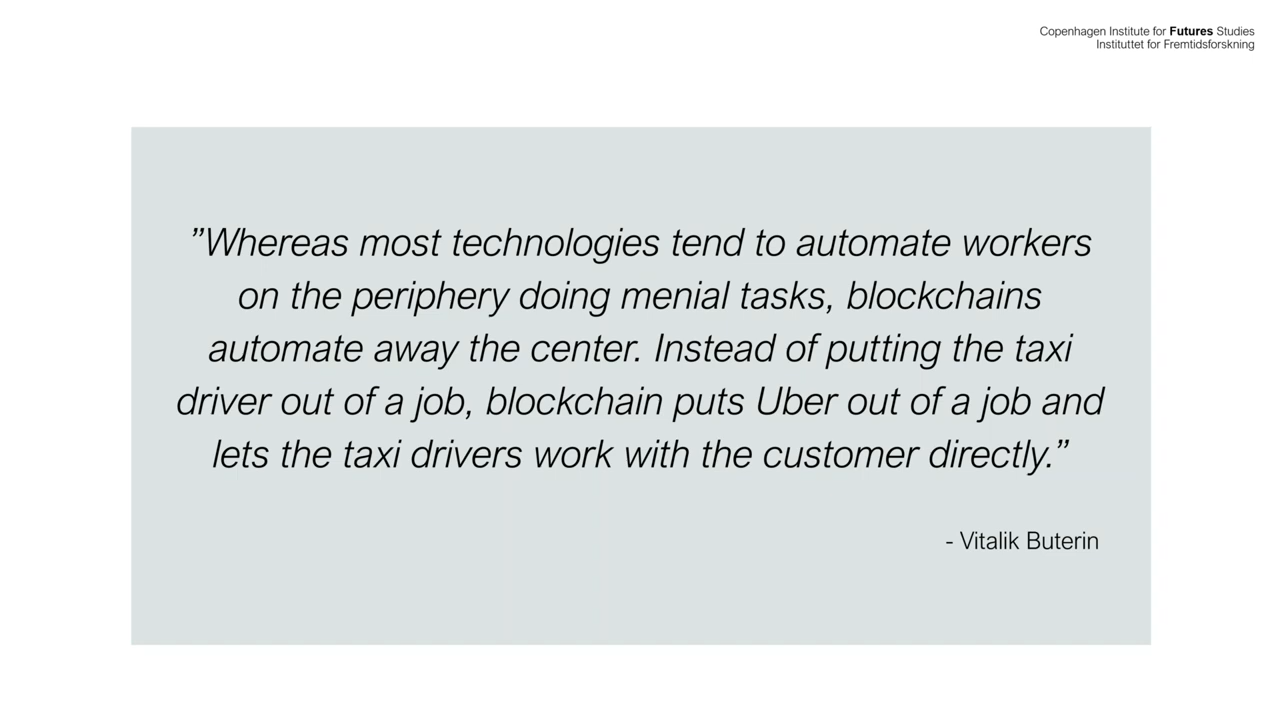 Copenhagen Institute for Futures Studies
Instituttet for Fremtidsforskning
”Whereas most technologies tend to automate workers
on the periphery doing menial tasks, blockchains
automate away the center. Instead of putting the taxi
driver out of a job, blockchain puts Uber out of a job and
lets the taxi drivers work with the customer directly.”
- Vitalik Buterin